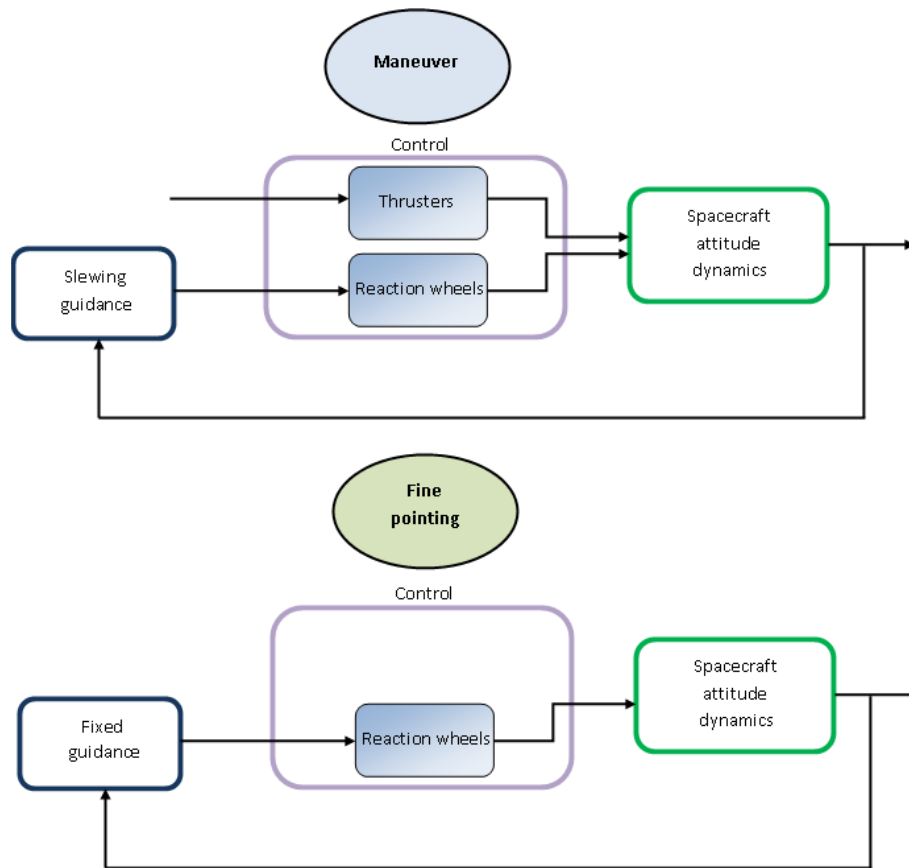 Maneuver
Control
Thrusters
Spacecraft
attitude
dynamics
Slewing
guidance
Reaction wheels
Fine
pointing
Control
Spacecraft
attitude
dynamics
Fixed
guidance
Reaction wheels